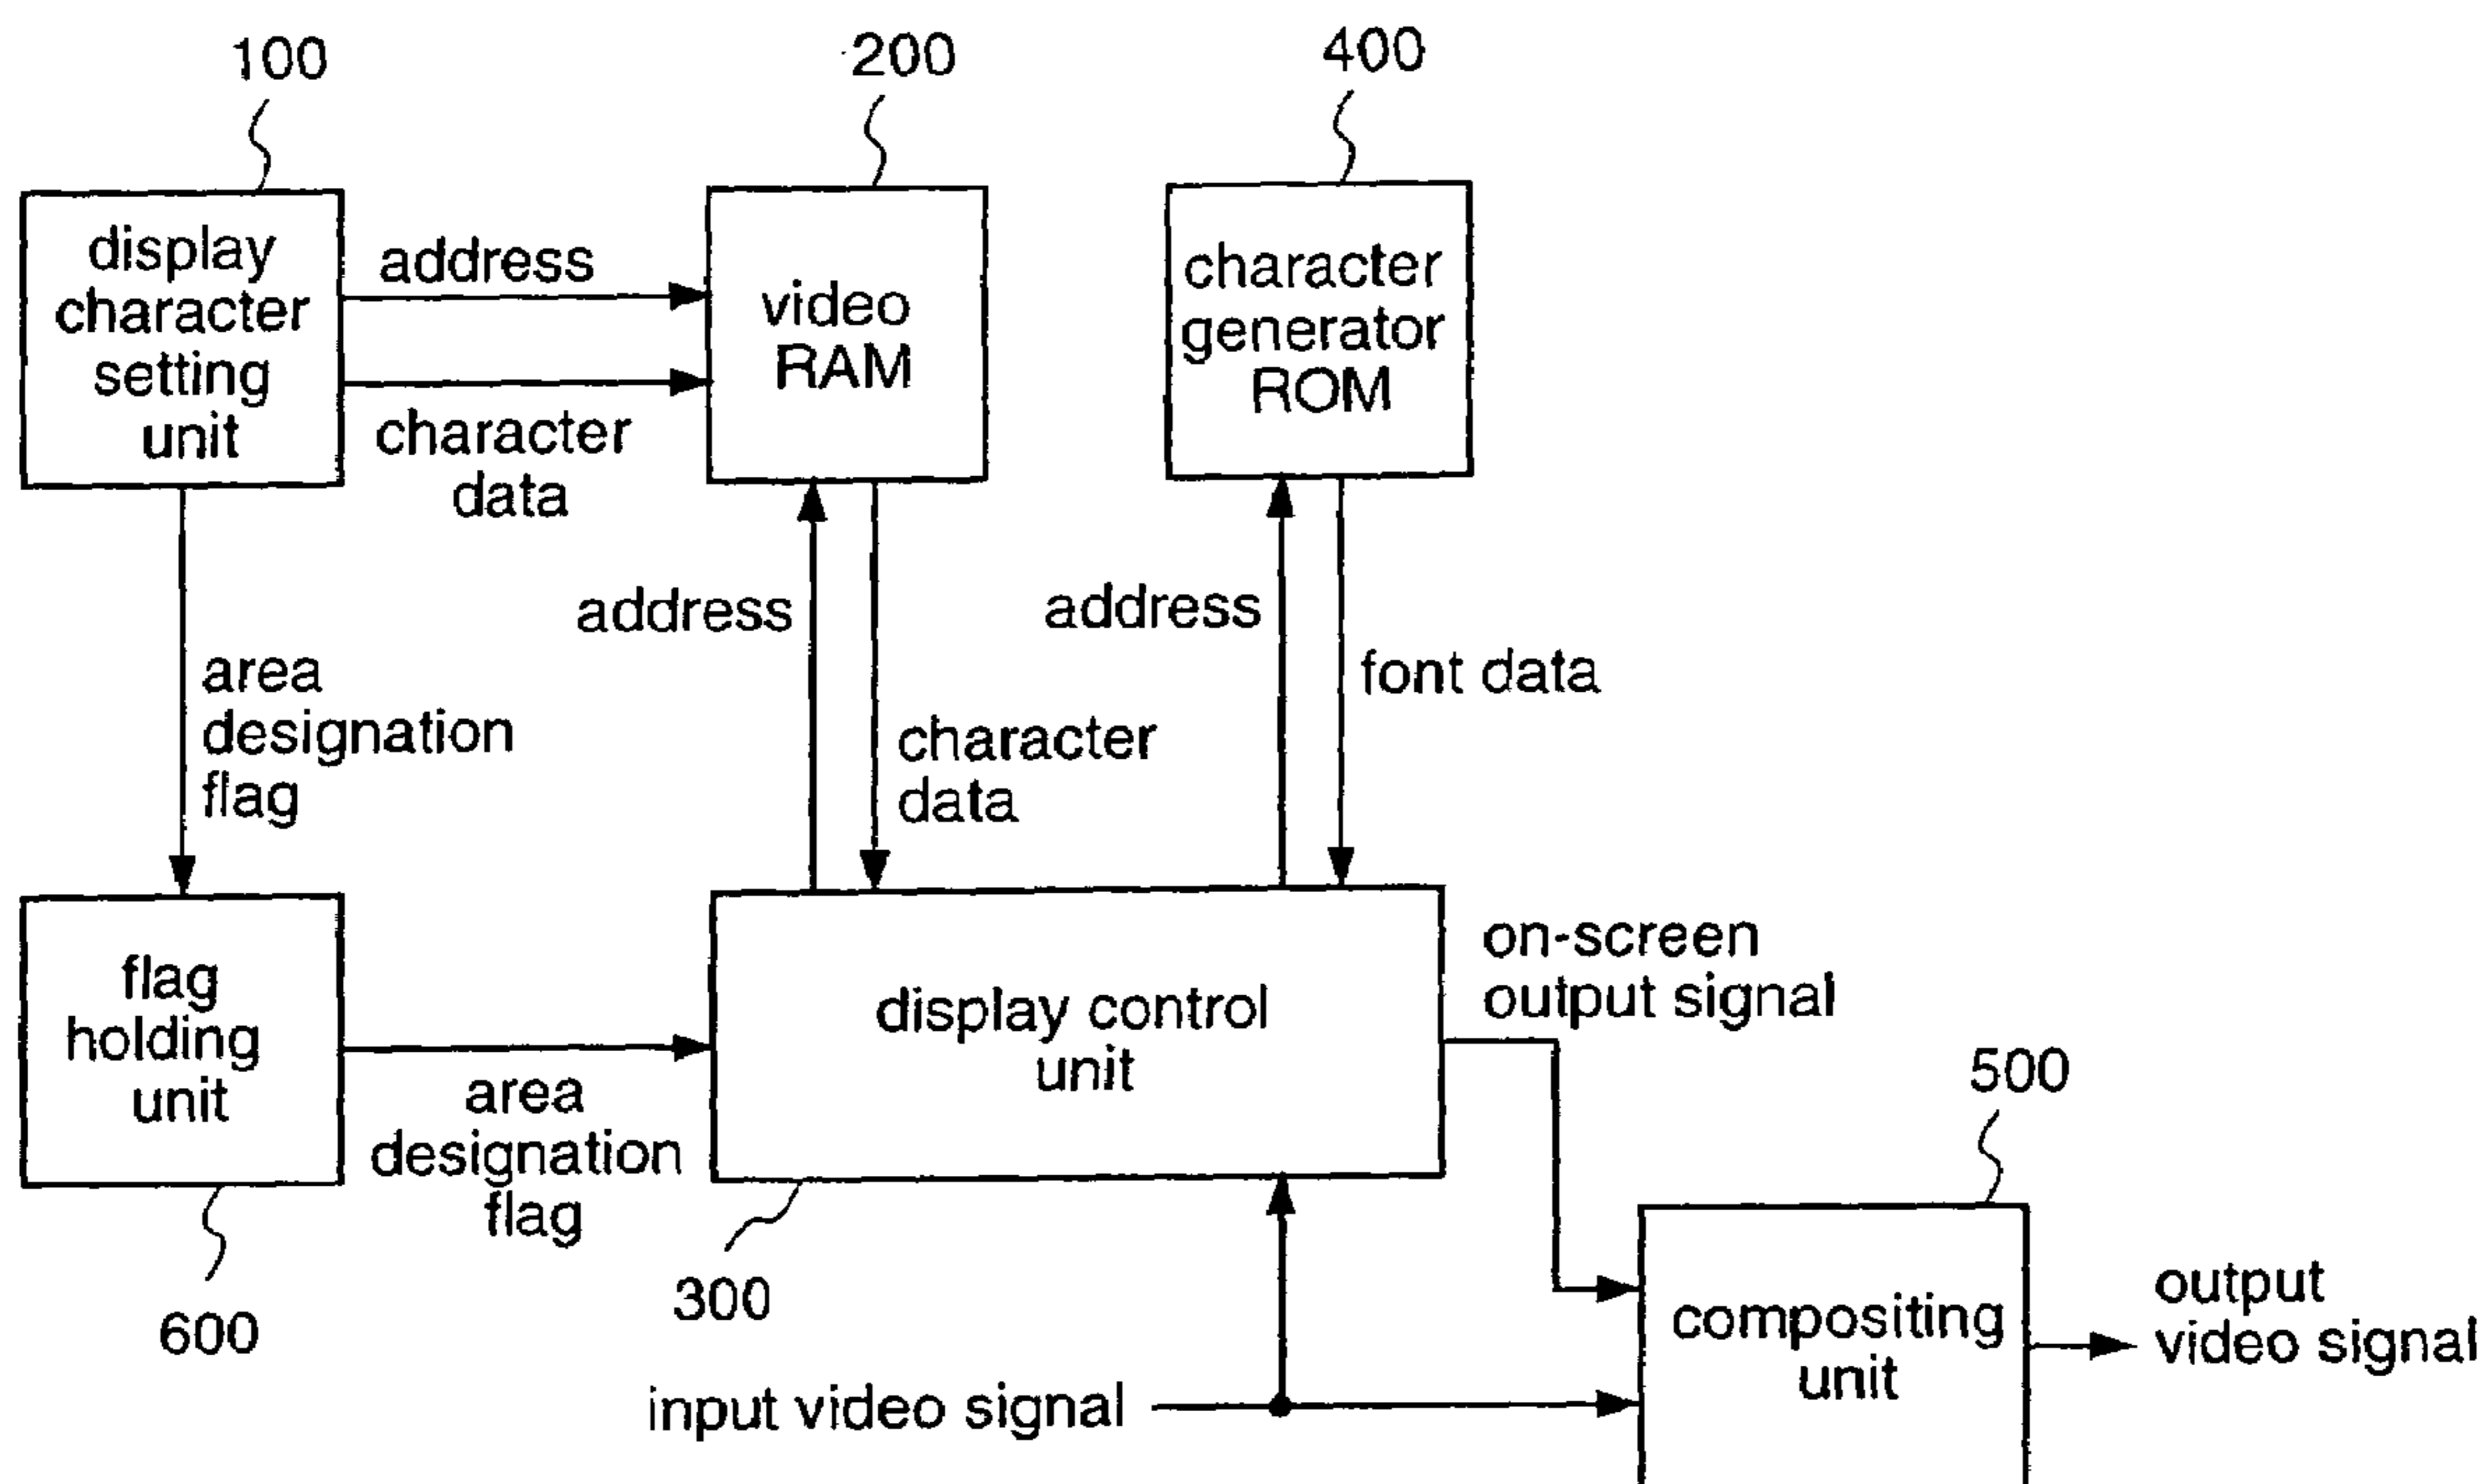 100
200
400
display
character
setting
unit
address
character
data
video
RAM
character
generator
ROM
area
designation
flag
address
character
data
address
font data
flag
holding
unit
area
designation
flag
display control
unit
on-screen
output signal
600
300
500
input video signal
compositing
unit
output
video signal